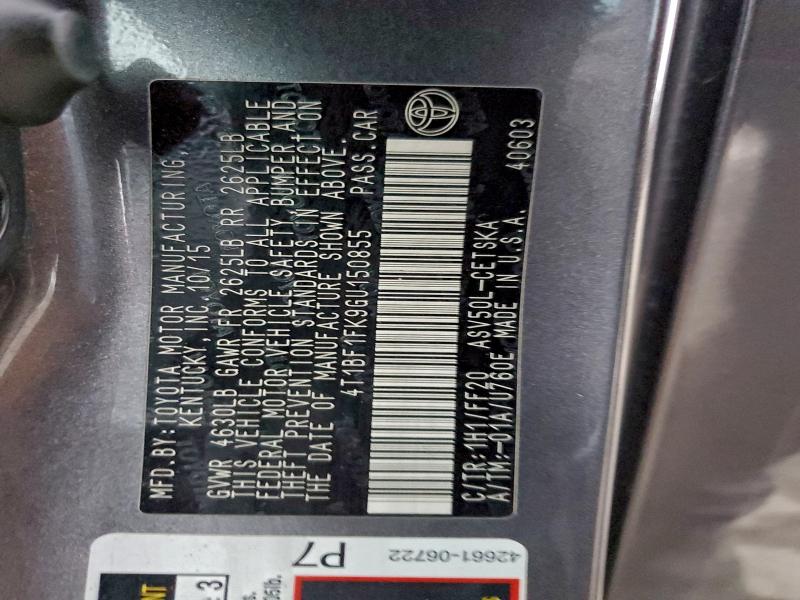 MFD.BY:TOYOTA MOTOR MANUFACTURING,
KENTUCKY, INC. 10/15
GVWR 4630LB GAWR FR 2625LB RR 2625LB
THIS VEHICLE CONFORMS TO ALL APPLICABLE
FEDERAL MOTOR VEHICLE SAFETY, BUMPER, AND
THEFT PREVENTION STANDARDS IN EFFECT ON
THE DATE OF MANUFACTURE SHOWN ABOVE.
4T1BF1FK9GU150855 PASS.CAR
C/TR:1H1/FF20 ASV50L-CETSKA
A/TM:-01A/U760E MADE IN U.S.A. 40603
P7
42661-06722
3